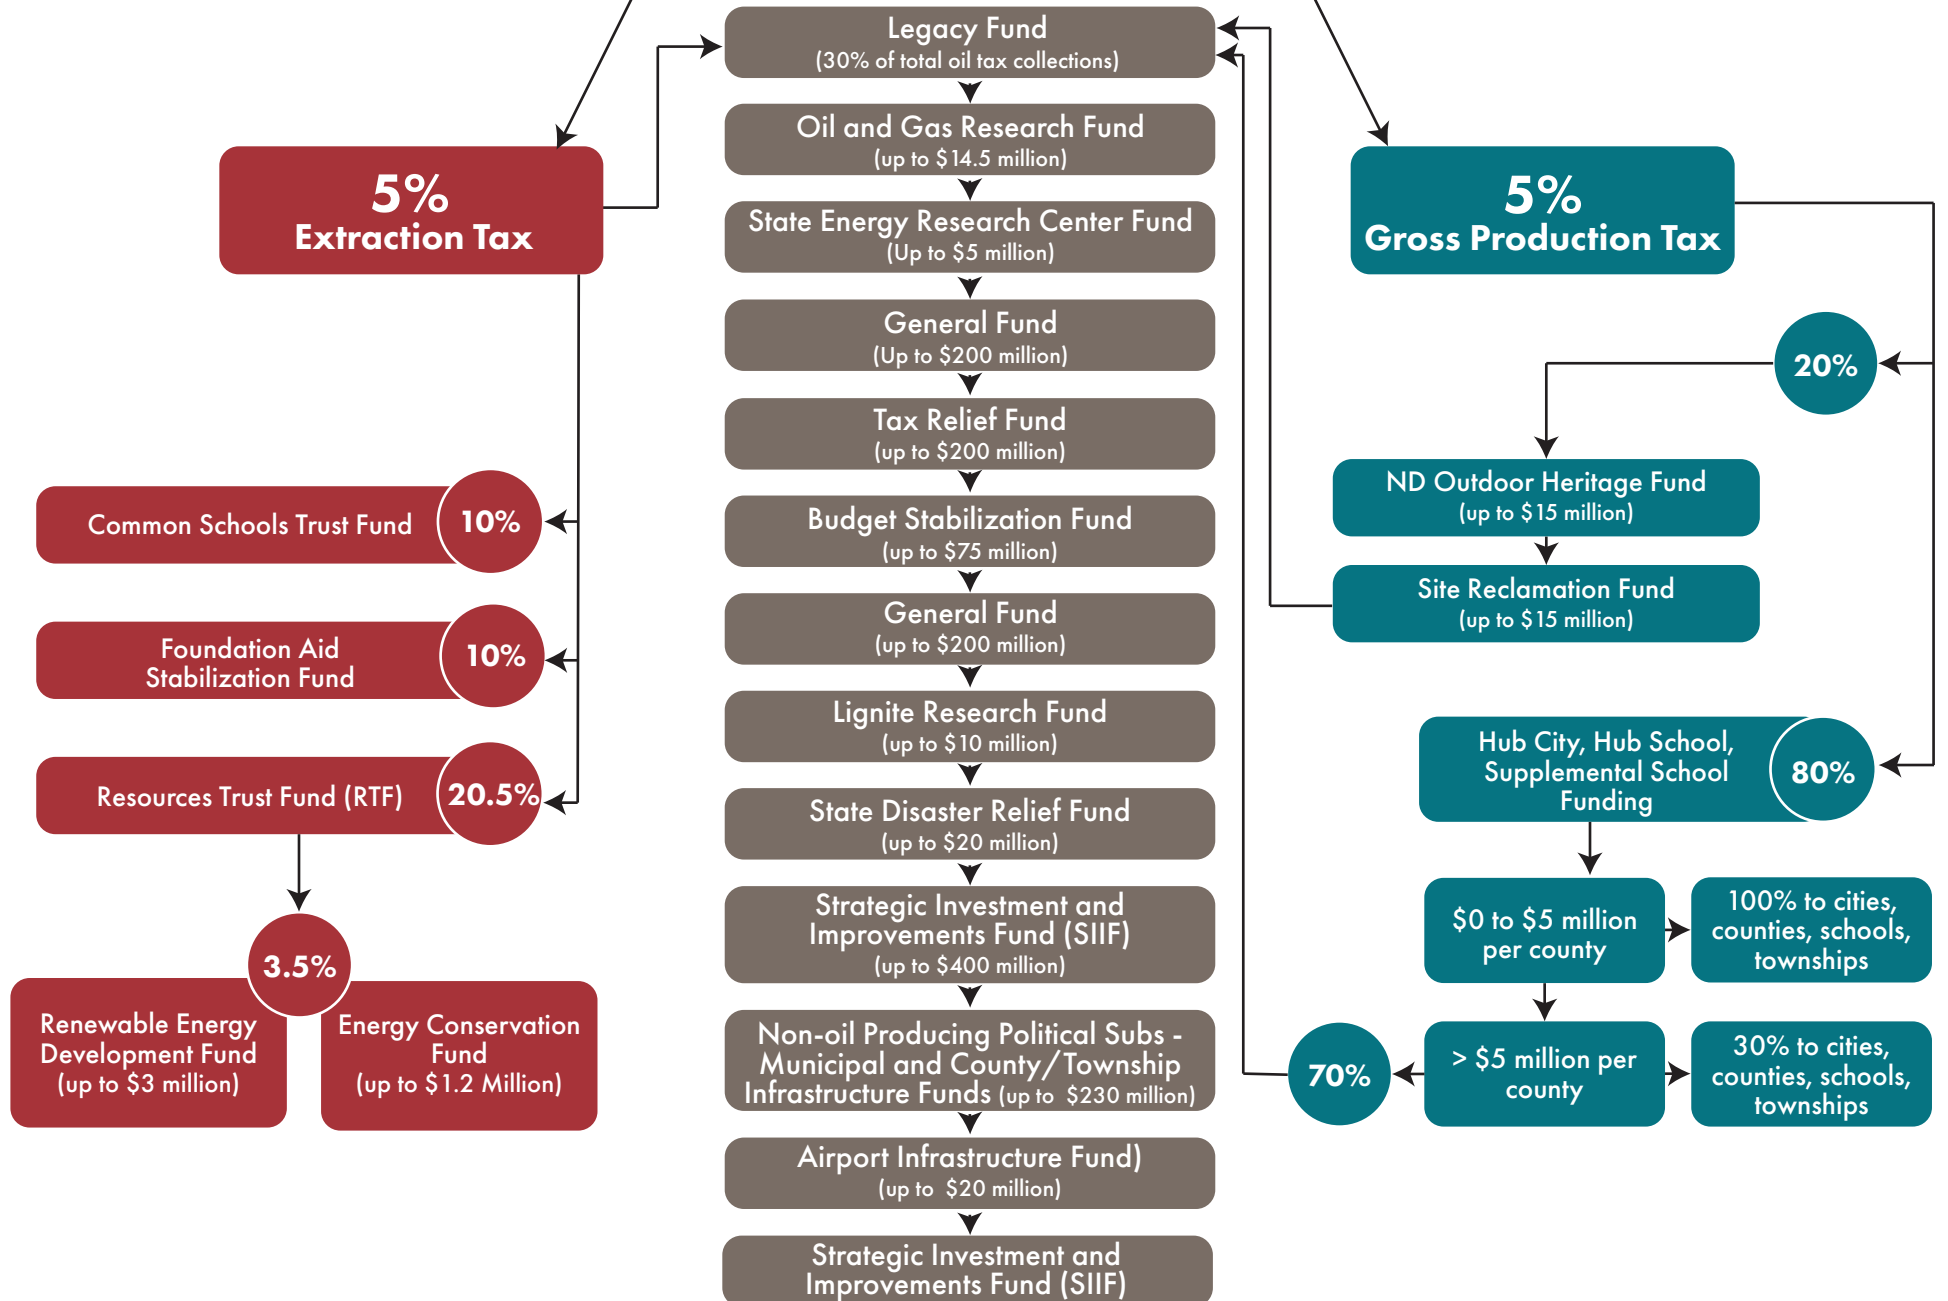 Legacy Fund
(30% of total oil tax collections)
Oil and Gas Research Fund
(up to $14.5 million)
State Energy Research Center Fund
(Up to $5 million)
General Fund
(Up to $200 million)
Tax Relief Fund
(up to $200 million)
Budget Stabilization Fund
(up to $75 million)
General Fund
(up to $200 million)
Lignite Research Fund
(up to $10 million)
State Disaster Relief Fund
(up to $20 million)
Strategic Investment and
Improvements Fund (SIIF)
(up to $400 million)
Non-oil Producing Political Subs -
Municipal and County/Township
Infrastructure Funds (up to $230 million)
Airport Infrastructure Fund)
(up to $20 million)
Strategic Investment and
Improvements Fund (SIIF)
5%
Extraction Tax
Common Schools Trust Fund
10%
Foundation Aid
Stabilization Fund
10%
Resources Trust Fund (RTF)
20.5%
3.5%
Renewable Energy
Development Fund
(up to $3 million)
Energy Conservation
Fund
(up to $1.2 Million)
5%
Gross Production Tax
20%
ND Outdoor Heritage Fund
(up to $15 million)
Site Reclamation Fund
(up to $15 million)
Hub City, Hub School,
Supplemental School
Funding
80%
$0 to $5 million
per county
100% to cities,
counties, schools,
townships
70%
> $5 million per
county
30% to cities,
counties, schools,
townships